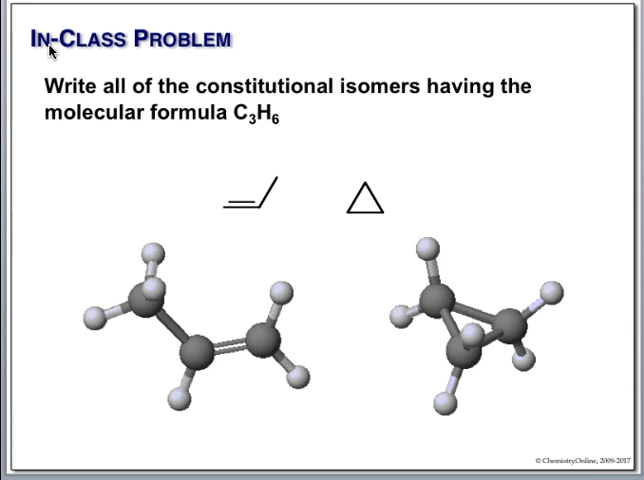 IN-CLASS PROBLEM
Write all of the constitutional isomers having the
molecular formula C₃H₆
© ChemistryOnline, 2009-2017